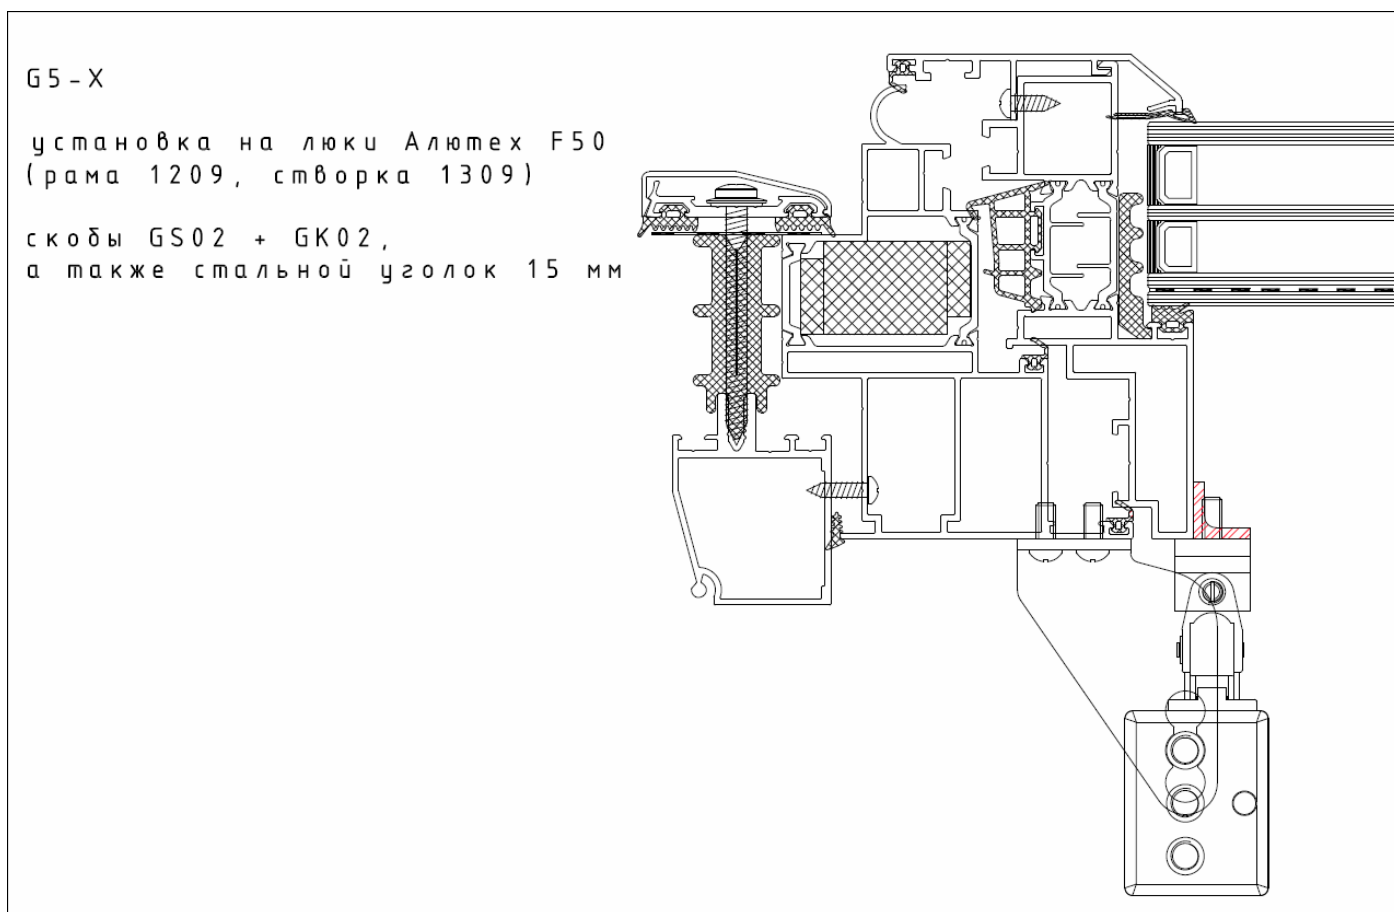 G5-X
установка на люки Алютех F50
(рама 1209, створка 1309)
скобы GS02 + GK02,
а также стальной уголок 15 мм